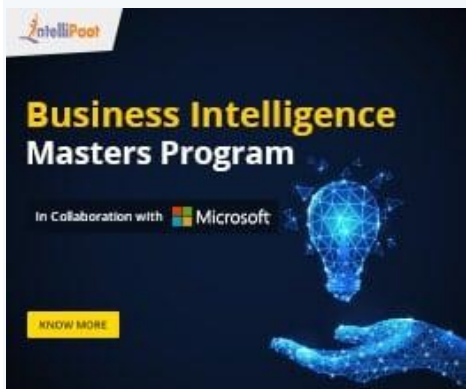 IntelliPaat
Business Intelligence
Masters Program
In Collaboration with Microsoft
KNOW MORE